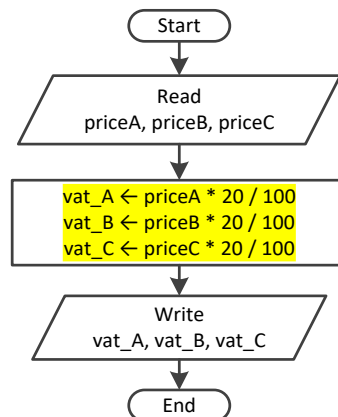 Start
Read
priceA, priceB, priceC
vat_A ← priceA * 20 / 100
vat_B ← priceB * 20 / 100
vat_C ← priceC * 20 / 100
Write
vat_A, vat_B, vat_C
End